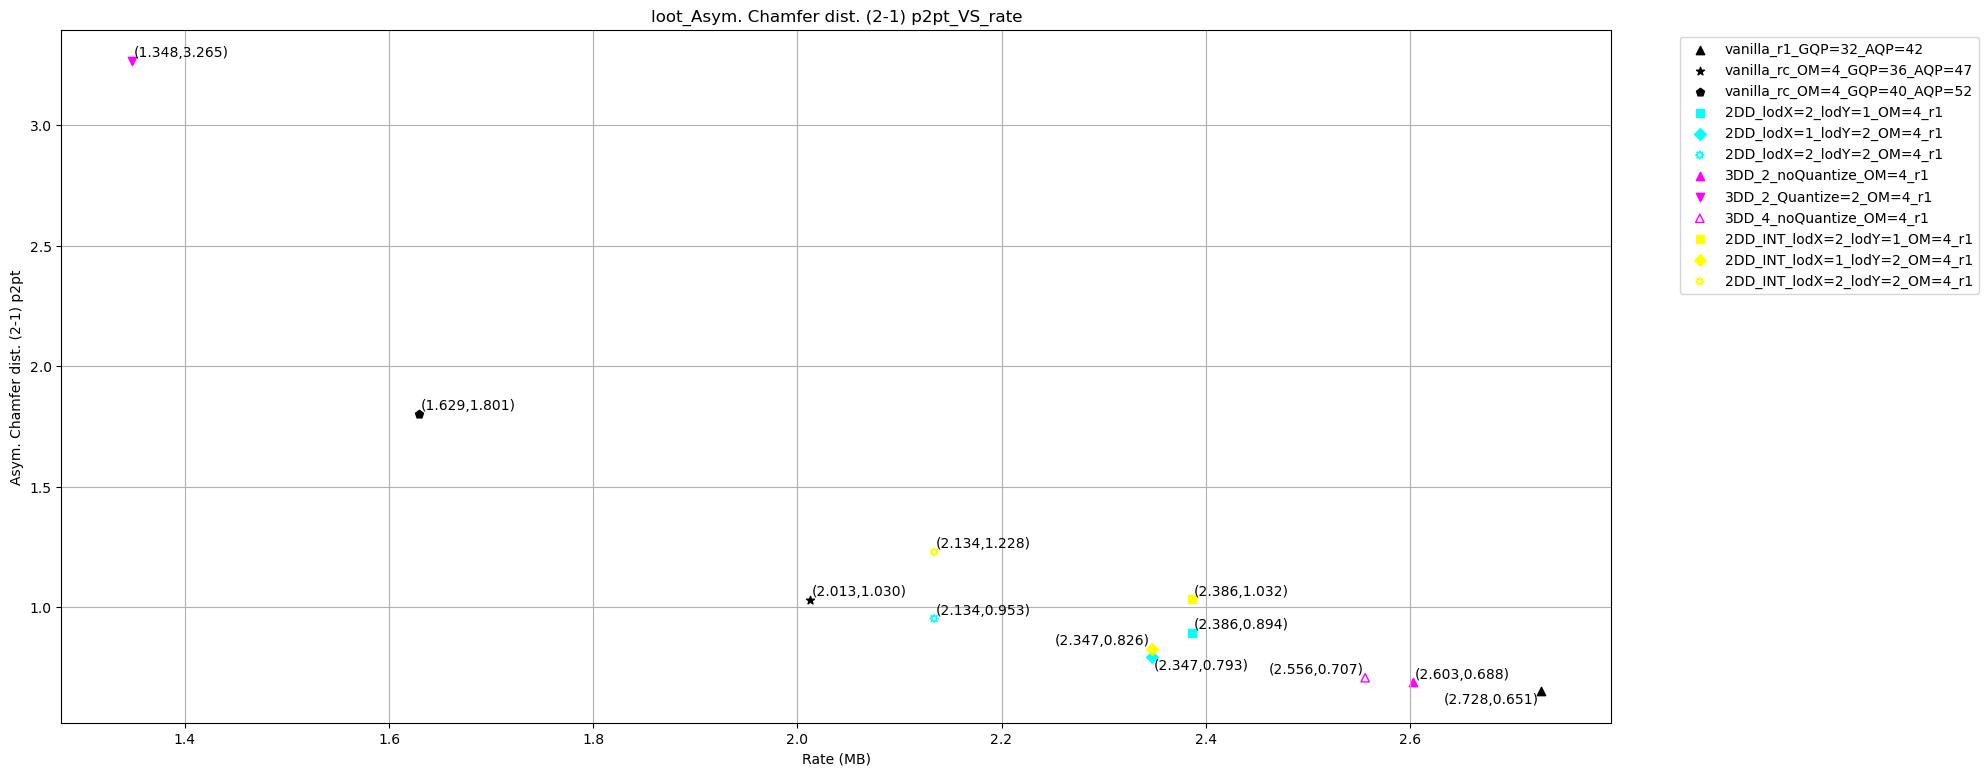 loot_Asym. Chamfer dist. (2-1) p2pt_VS_rate
(1.348,3.265)
3.0
2.5
2.0
(1.629,1.801)
1.5
(2.134,1.228)
1.0
(2.013,1.030)
(2.386,1.032)
(2.134,0.953)
(2.386,0.894)
(2.347,0.826)
(2.347,0.793)
(2.556,0.707)
(2.603,0.688)
(2.728,0.651)
Asym. Chamfer dist. (2-1) p2pt
1.4
1.6
1.8
2.0
2.2
2.4
2.6
Rate (MB)
vanilla_r1_GQP=32_AQP=42
vanilla_rc_OM=4_GQP=36_AQP=47
vanilla_rc_OM=4_GQP=40_AQP=52
2DD_lodX=2_lodY=1_OM=4_r1
2DD_lodX=1_lodY=2_OM=4_r1
2DD_lodX=2_lodY=2_OM=4_r1
3DD_2_noQuantize_OM=4_r1
3DD_2_Quantize=2_OM=4_r1
3DD_4_noQuantize_OM=4_r1
2DD_INT_lodX=2_lodY=1_OM=4_r1
2DD_INT_lodX=1_lodY=2_OM=4_r1
2DD_INT_lodX=2_lodY=2_OM=4_r1